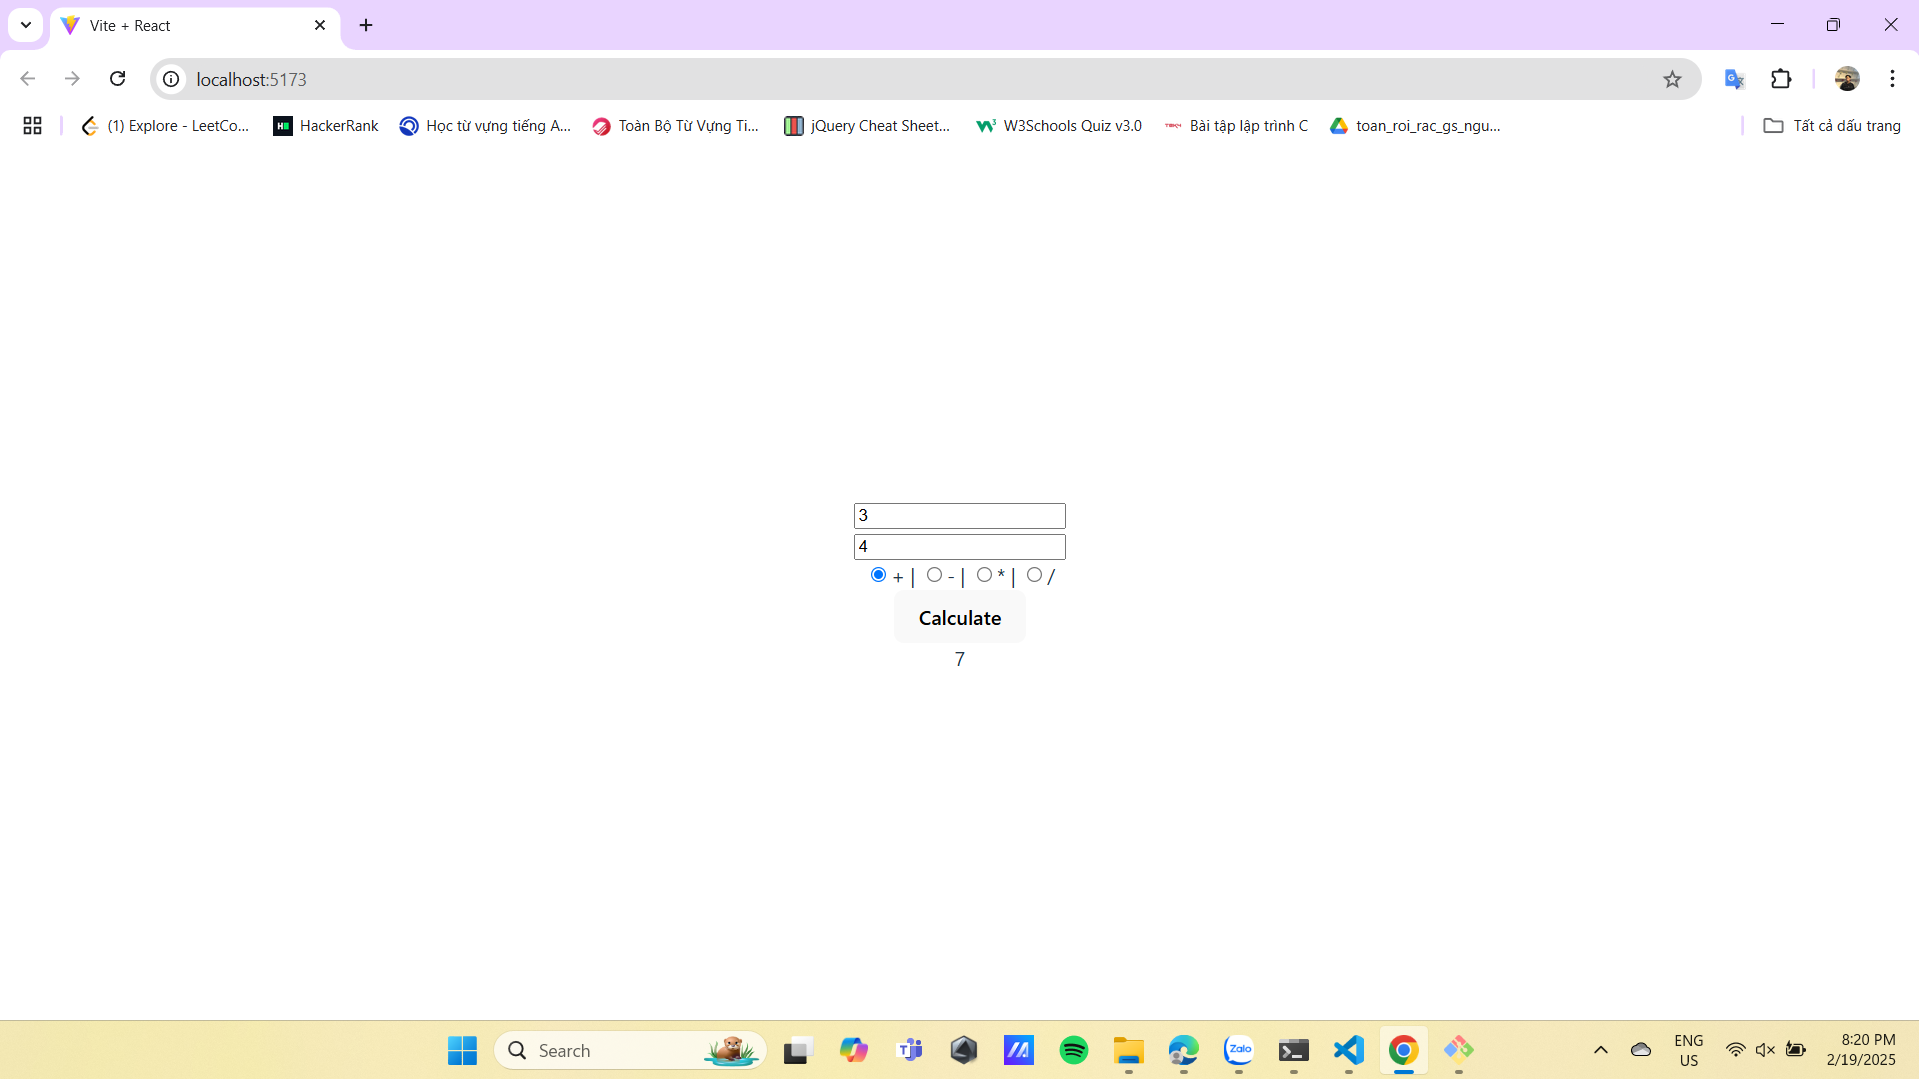 Vite + React
localhost:5173
(1) Explore - LeetCo...
HackerRank
Học từ vựng tiếng A...
Toàn Bộ Từ Vựng Ti...
jQuery Cheat Sheet...
W3Schools Quiz v3.0
Bài tập lập trình C
toan_roi_rac_gs_ngu...
Tất cả dấu trang
3
4
+ | - | * | /
Calculate
7
Search
Zalo
ENG
US
8:20 PM
2/19/2025